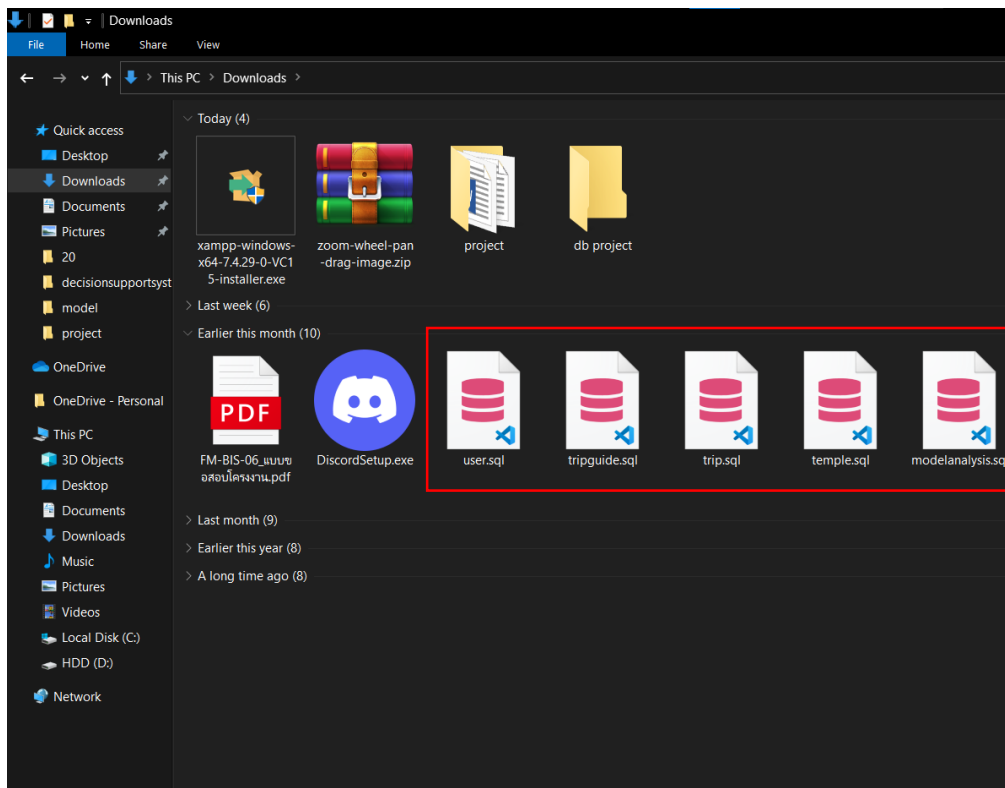 Downloads
File Home Share View
This PC > Downloads >
Quick access
Desktop
Downloads
Documents
Pictures
20
decisionsupportsyst
model
project
OneDrive
OneDrive - Personal
This PC
3D Objects
Desktop
Documents
Downloads
Music
Pictures
Videos
Local Disk (C:)
HDD (D:)
Network
Today (4)
xampp-windows-
x64-7.4.29-0-VC1
5-installer.exe
zoom-wheel-pan
-drag-image.zip
project
db project
Last week (6)
Earlier this month (10)
PDF
FM-BIS-06_แบบข
อสอบโครงงาน.pdf
DiscordSetup.exe
user.sql
tripguide.sql
trip.sql
temple.sql
modelanalysis.sq
Last month (9)
Earlier this year (8)
A long time ago (8)